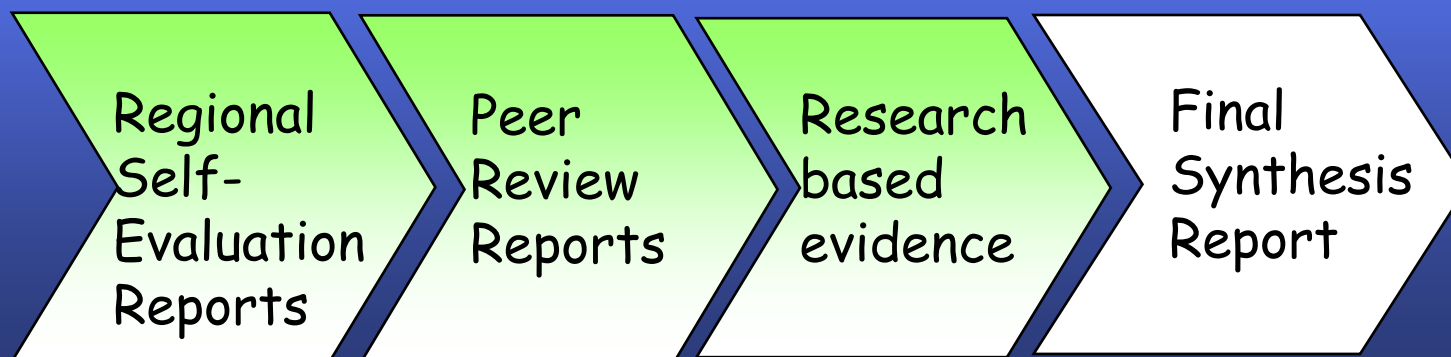 Regional
Self-
Evaluation
Reports
Peer
Review
Reports
Research
based
evidence
Final
Synthesis
Report